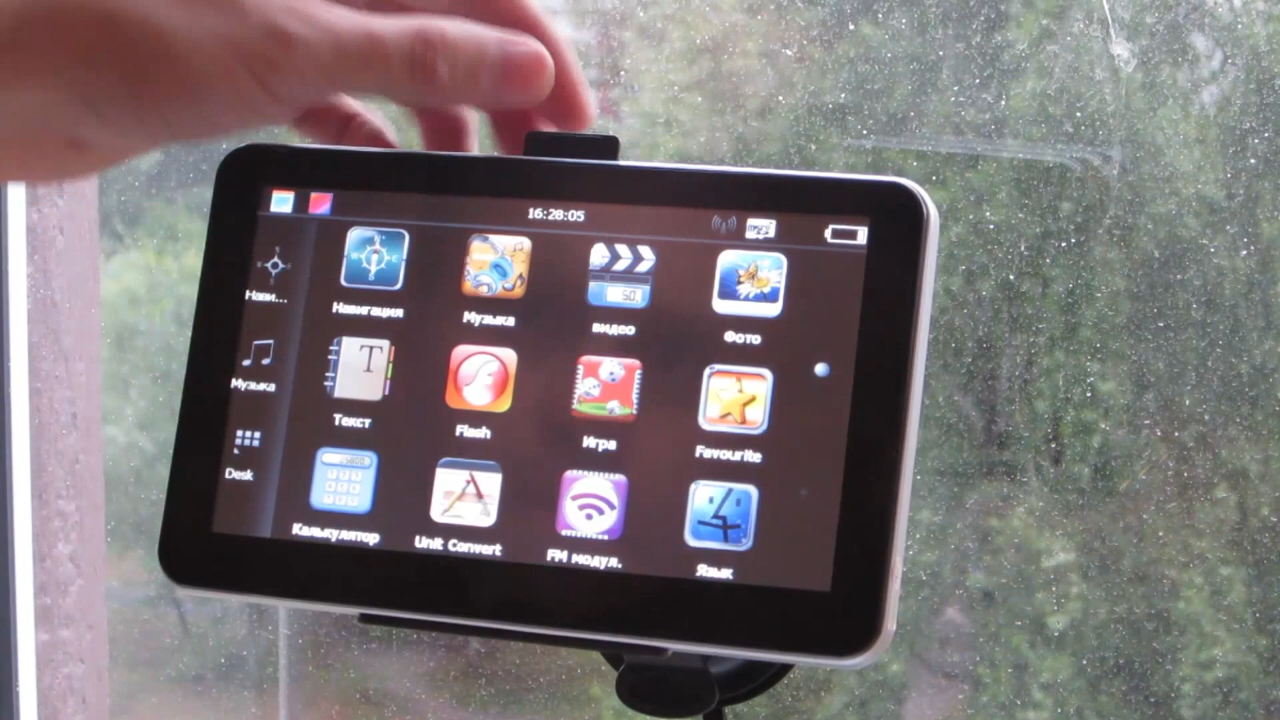 16:28:05
Нави...
Музыка
Desk
Навигация
Музыка
видео
Фото
Текст
Flash
Игра
Favourite
Калькулятор
Unit Convert
FM модул.
Язык
T